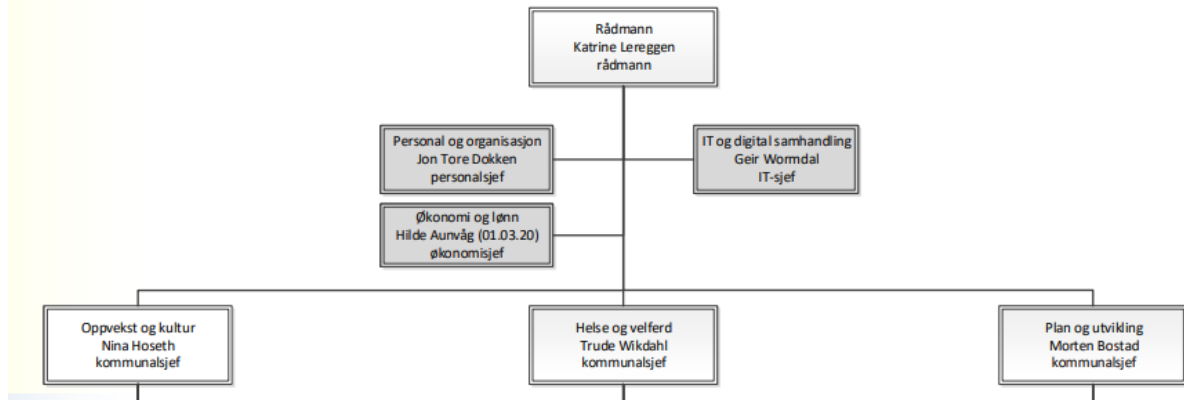 Rådmann
Katrine Lereggen
rådmann
Personal og organisasjon
Jon Tore Dokken
personalsjef
IT og digital samhandling
Geir Wormdal
IT-sjef
Økonomi og lønn
Hilde Aunvåg (01.03.20)
økonomisjef
Oppvekst og kultur
Nina Hoseth
kommunalsjef
Helse og velferd
Trude Wikdahl
kommunalsjef
Plan og utvikling
Morten Bostad
kommunalsjef